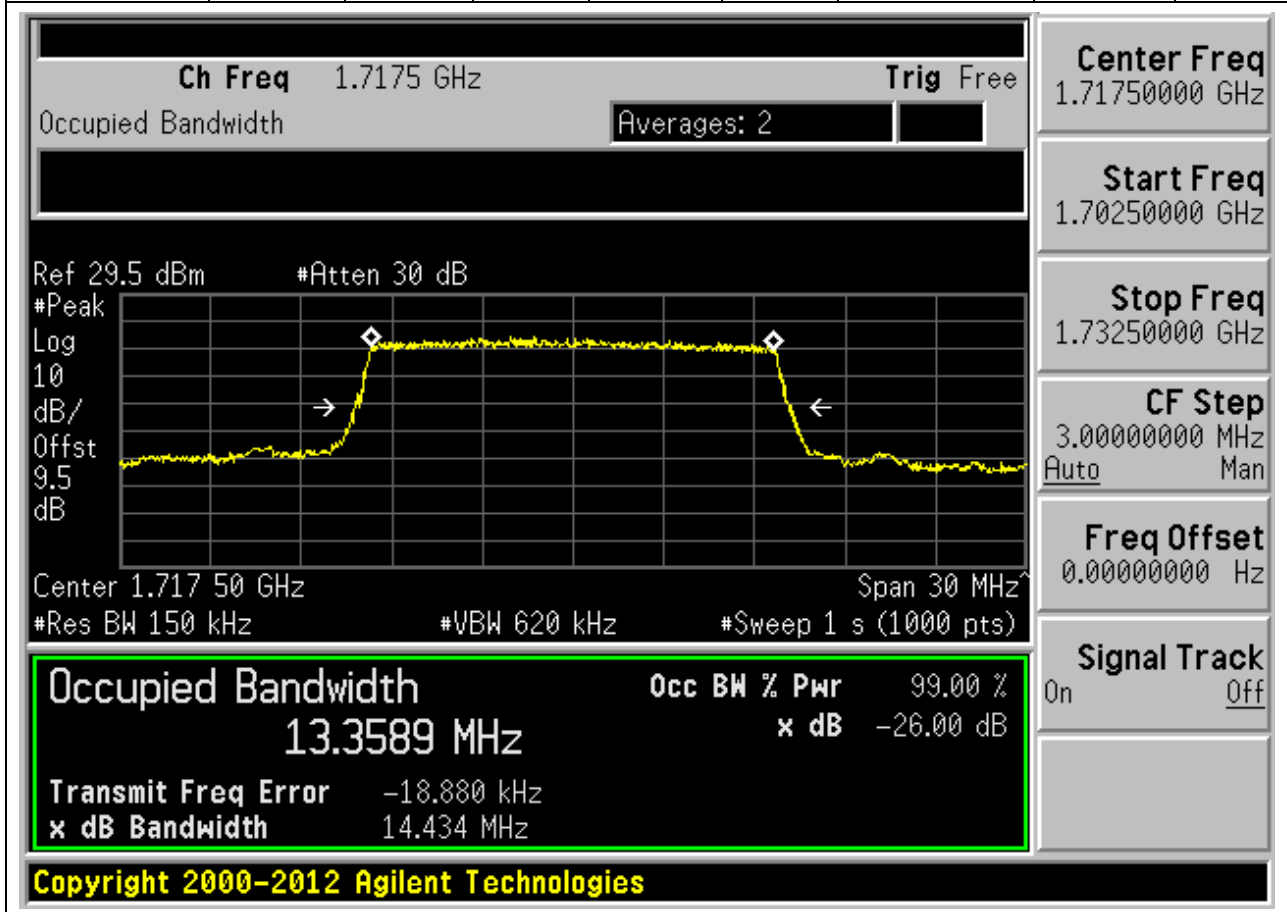 Ch Freq 1.7175 GHz Trig Free
Occupied Bandwidth Averages: 2
Ref 29.5 dBm #Atten 30 dB
#Peak
Log
10
dB/
Offst
9.5
dB
Center 1.717 50 GHz Span 30 MHz^
#Res BW 150 kHz #VBW 620 kHz #Sweep 1 s (1000 pts)
Occupied Bandwidth Occ BW % Pwr 99.00 %
13.3589 MHz x dB -26.00 dB
Transmit Freq Error -18.880 kHz
x dB Bandwidth 14.434 MHz
Copyright 2000-2012 Agilent Technologies
Center Freq
1.71750000 GHz
Start Freq
1.70250000 GHz
Stop Freq
1.73250000 GHz
CF Step
3.00000000 MHz
Auto Man
Freq Offset
0.00000000 Hz
Signal Track
On Off